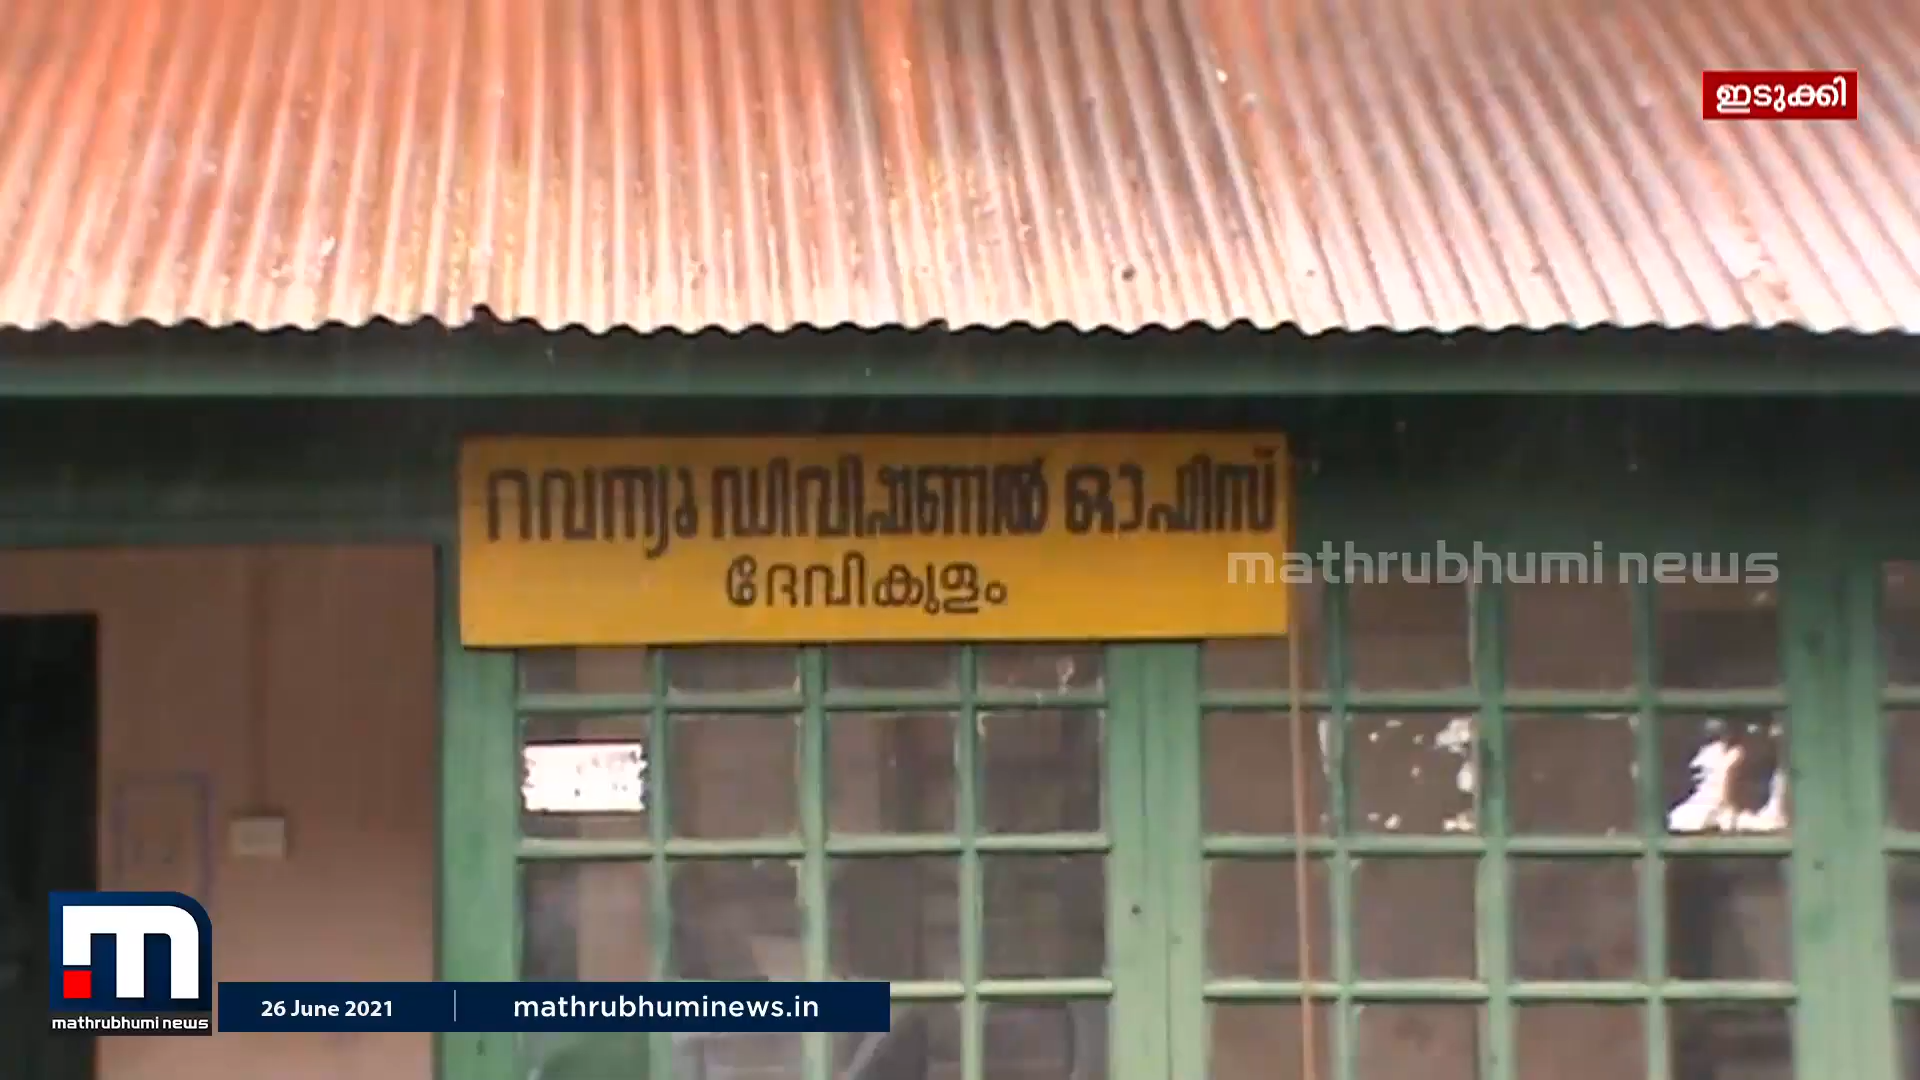 ഇടുക്കി
റവന്യൂ ഡിവിഷണൽ ഓഫീസ്
ദേവികുളം
mathrubhumi news
mathrubhumi news
26 June 2021
mathrubhuminews.in